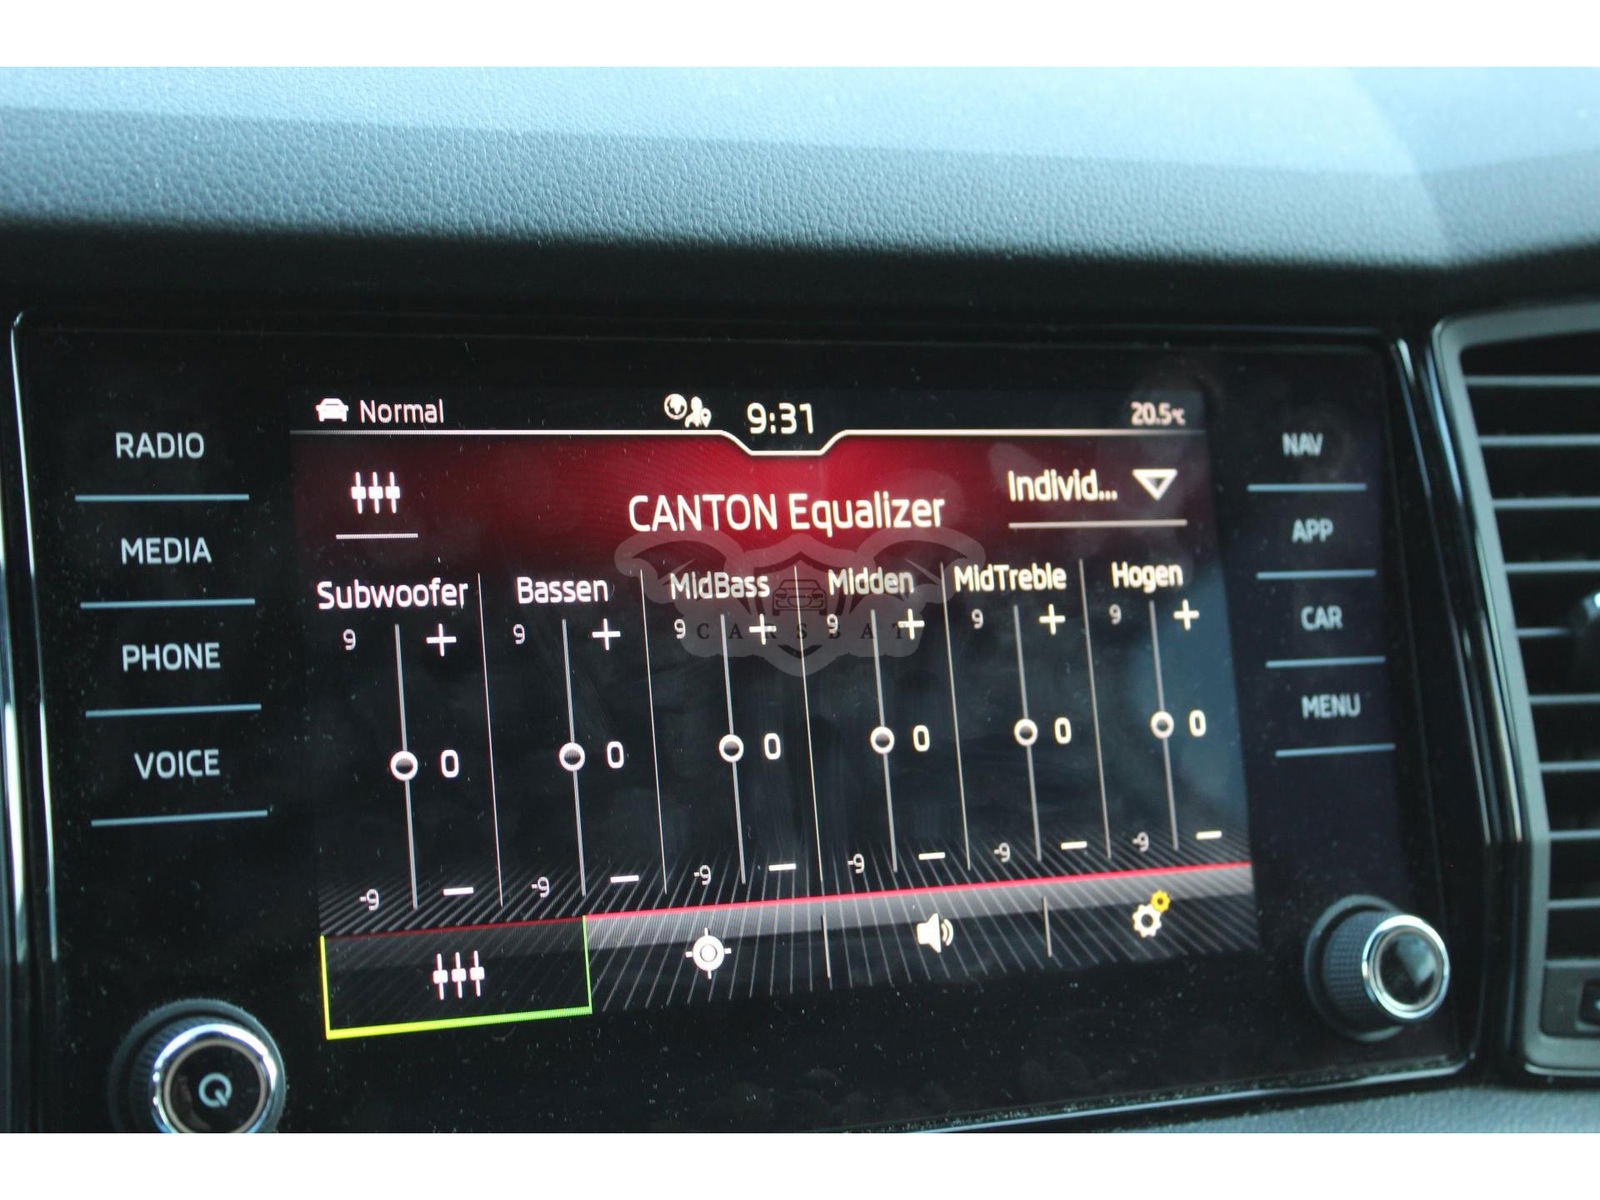 Normal 9:31 20.5°C
RADIO
MEDIA
PHONE
VOICE
CANTON Equalizer
Individ...
Subwoofer Bassen MidBass Midden MidTreble Hogen
9 + 9 + 9 + 9 + 9 + 9 +
0 0 0 0 0 0
-9 − -9 − -9 − -9 − -9 − -9 −
CARSBAT
NAV
APP
CAR
MENU